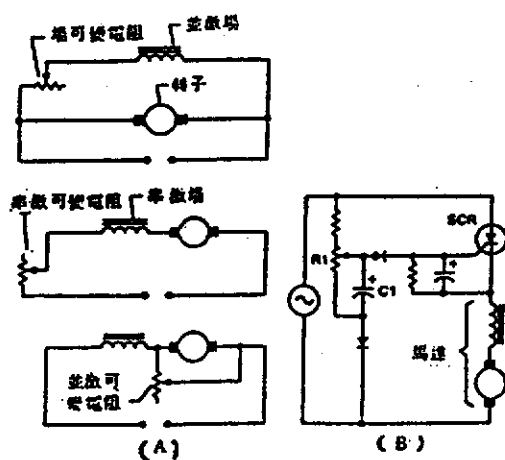 場可變電阻
並激場
轉子
串激可變電阻
串激場
並激可
變電阻
(A)
SCR
R1
+
+
C1
馬達
(B)